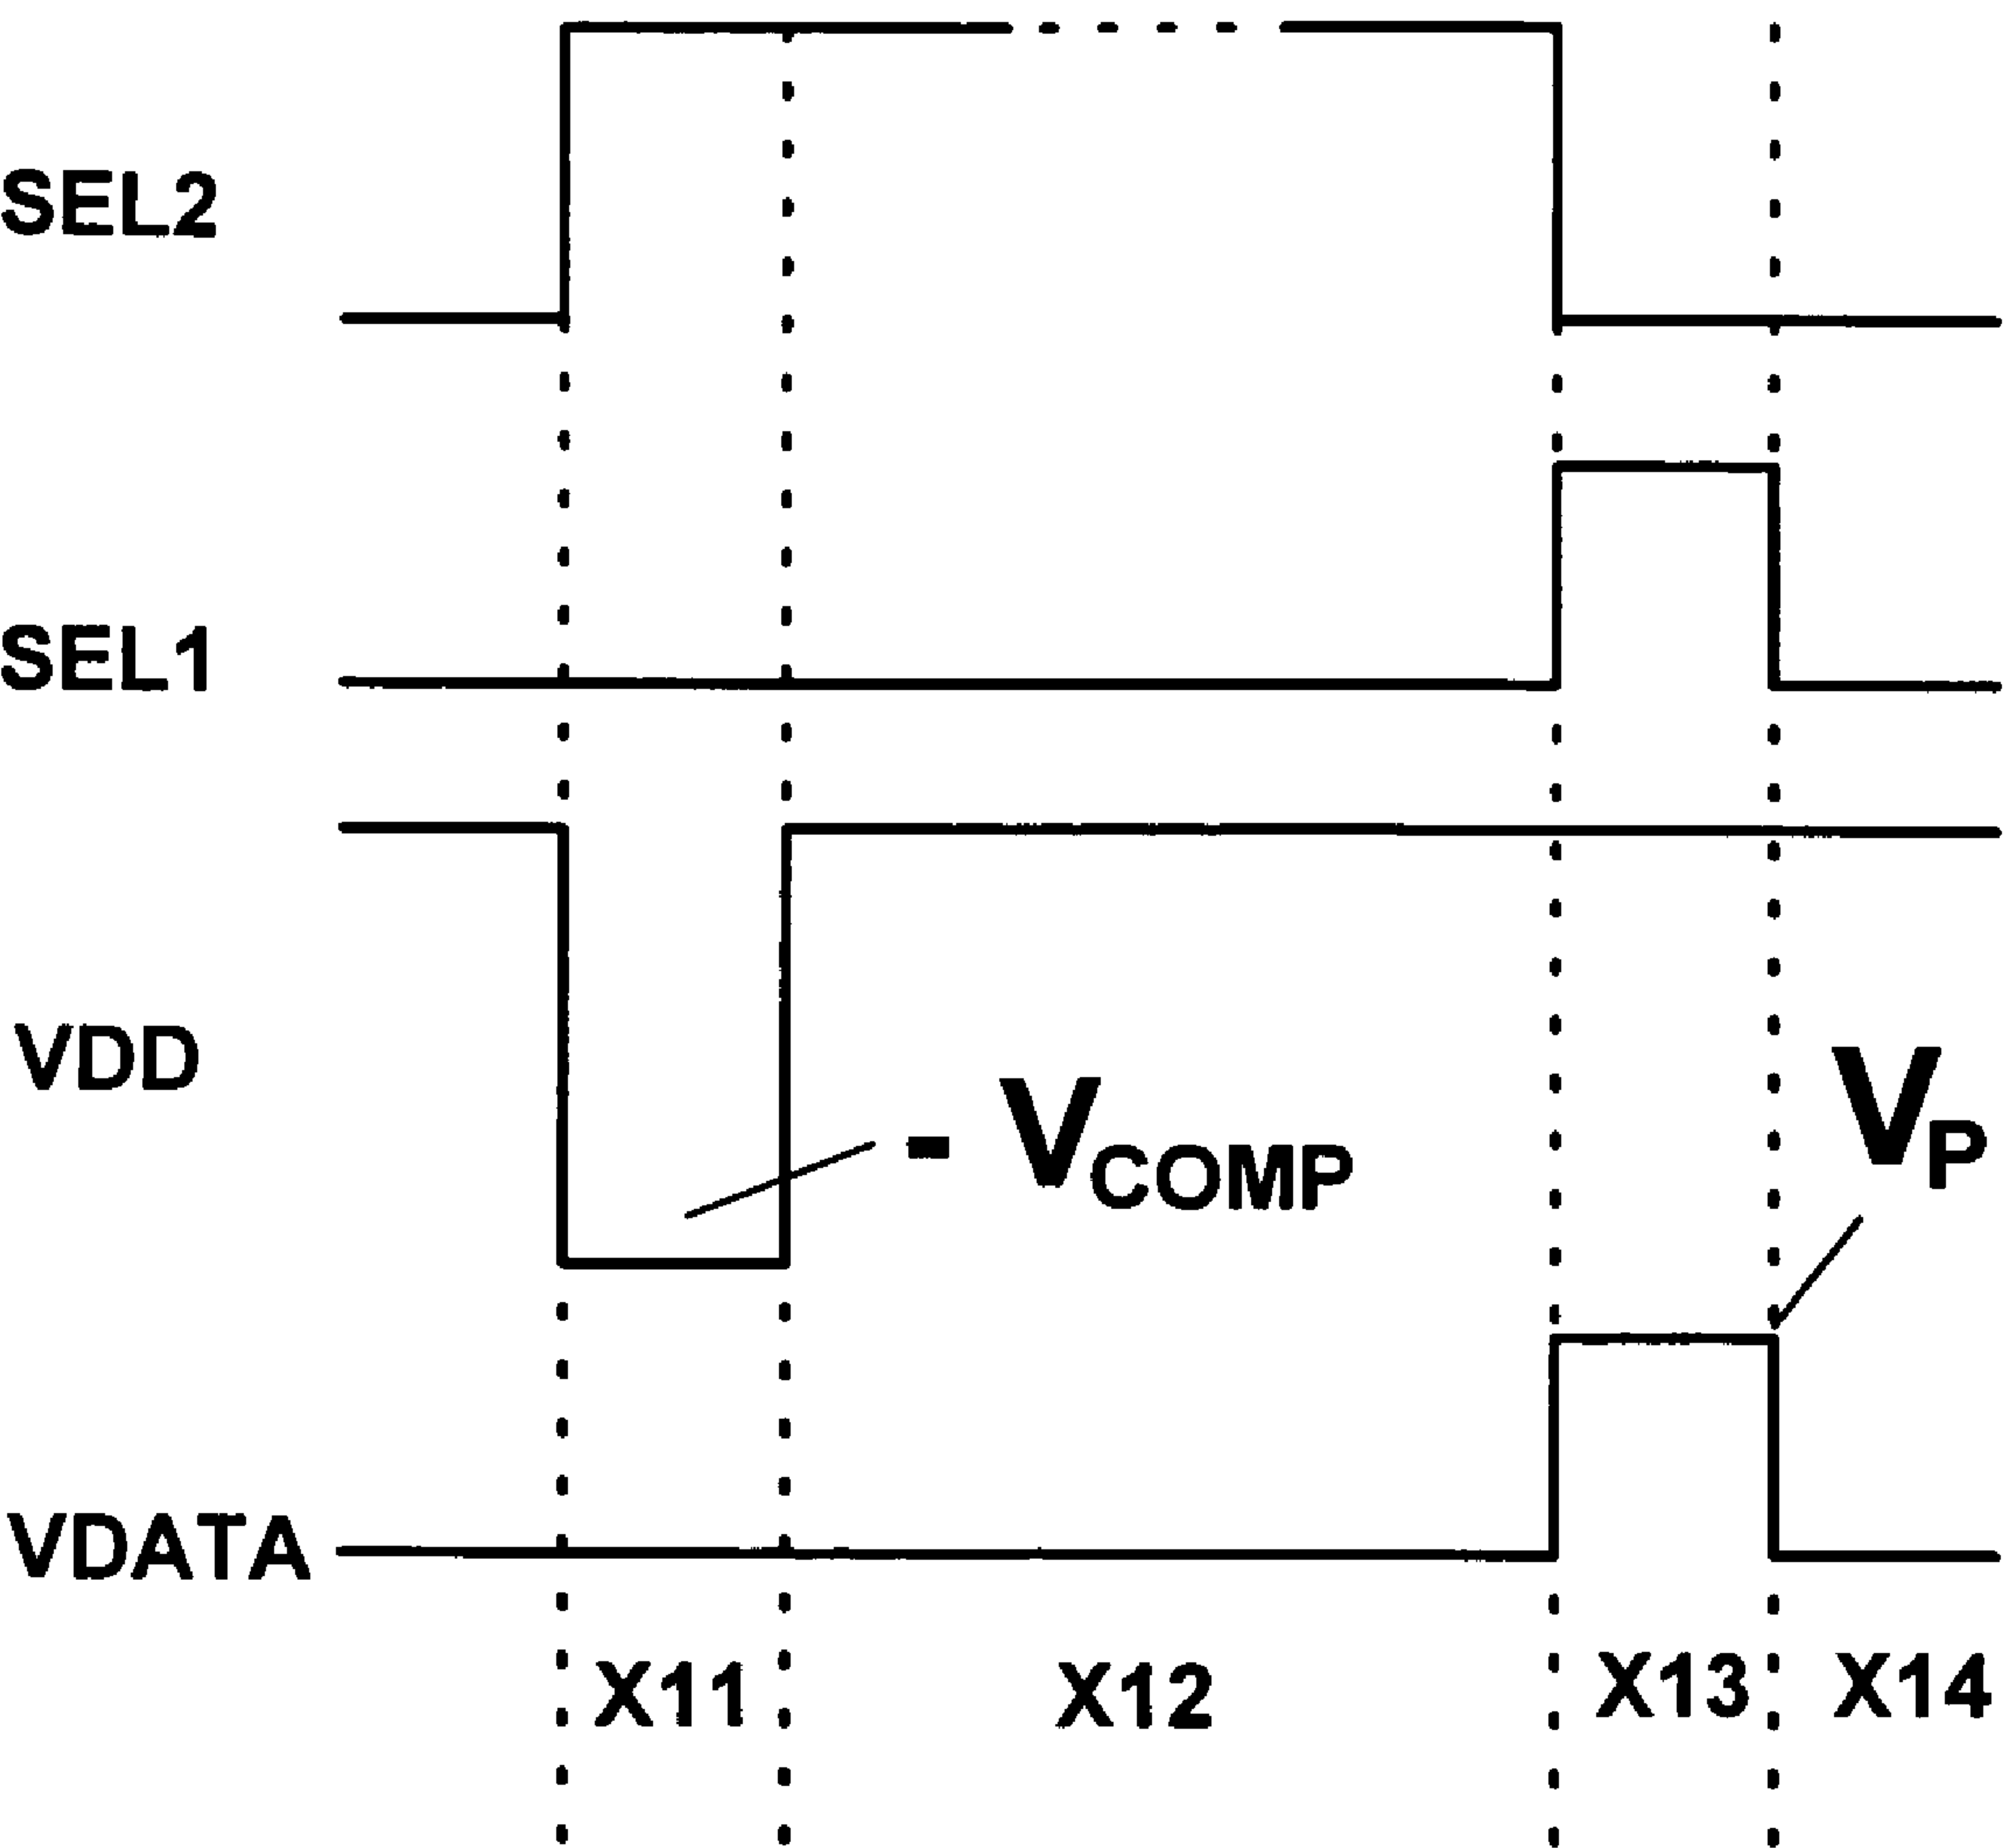 SEL2
SEL1
VDD
- VCOMP
VP
VDATA
X11
X12
X13
X14